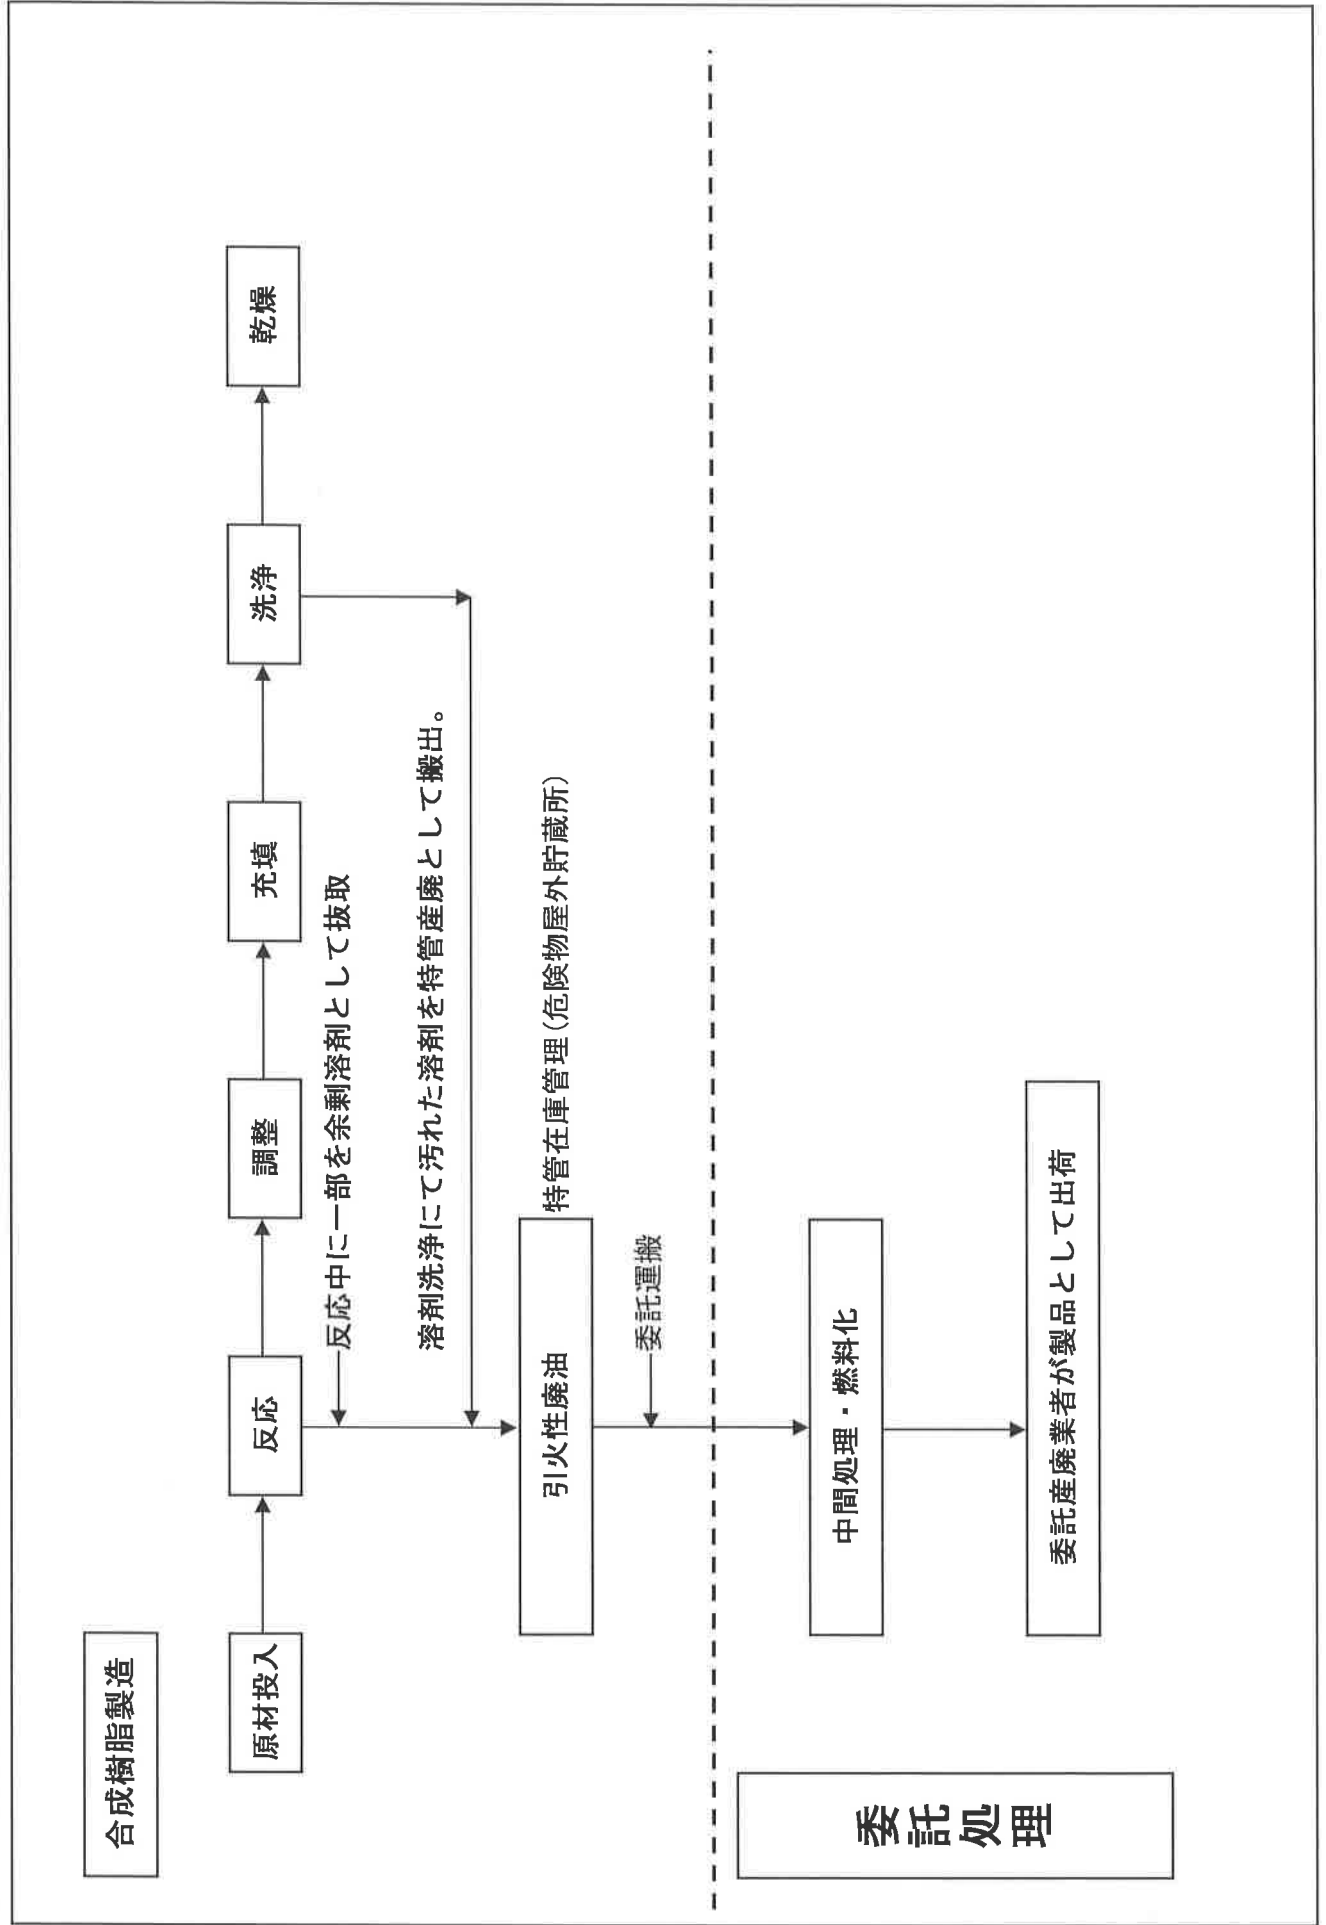 合成樹脂製造
原材投入
反応
調整
充填
洗浄
乾燥
反応中に一部を余剰溶剤として抜取
溶剤洗浄にて汚れた溶剤を特管産廃として搬出。
引火性廃油
特管在庫管理(危険物屋外貯蔵所)
委託運搬
委託処理
中間処理・燃料化
委託産廃業者が製品として出荷